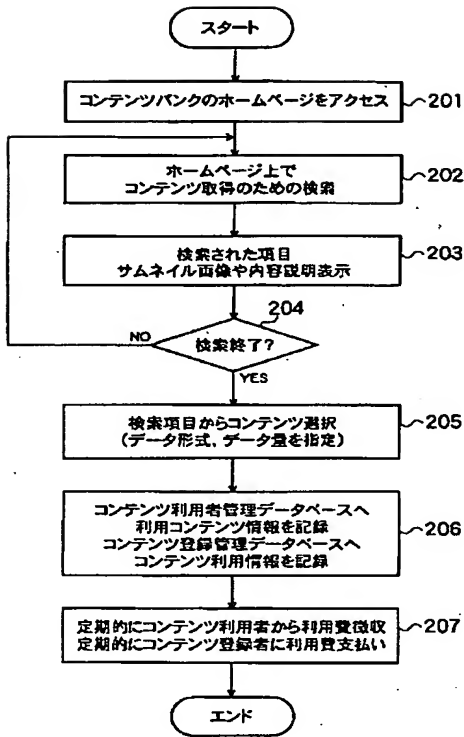 スタート
コンテンツバンクのホームページをアクセス
201
ホームページ上で
コンテンツ取得のための検索
202
検索された項目
サムネイル画像や内容説明表示
203
204
検索終了?
NO
YES
検索項目からコンテンツ選択
(データ形式,データ量を指定)
205
コンテンツ利用者管理データベースへ
利用コンテンツ情報を記録
コンテンツ登録管理データベースへ
コンテンツ利用情報を記録
206
定期的にコンテンツ利用者から利用費徴収
定期的にコンテンツ登録者に利用費支払い
207
エンド